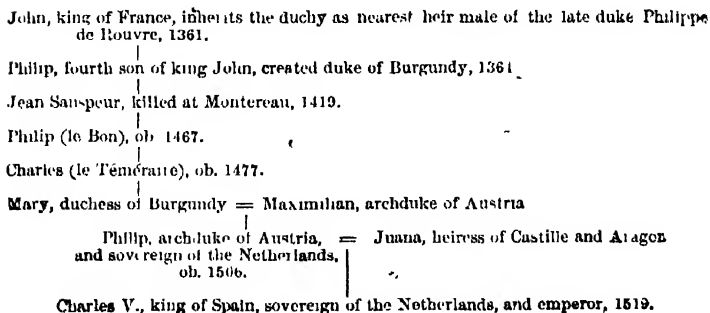 John, king of France, inherits the duchy as nearest heir male of the late duke Philippe
de Rouvre, 1361.
Philip, fourth son of king John, created duke of Burgundy, 1364
Jean Sanspeur, killed at Montereau, 1419.
Philip (le Bon), ob 1467.
Charles (le Téméraire), ob. 1477.
Mary, duchess of Burgundy = Maximilian, archduke of Austria
Philip, archduke of Austria, = Juana, heiress of Castille and Aragon
and sovereign of the Netherlands,
ob. 1506.
Charles V., king of Spain, sovereign of the Netherlands, and emperor, 1519.